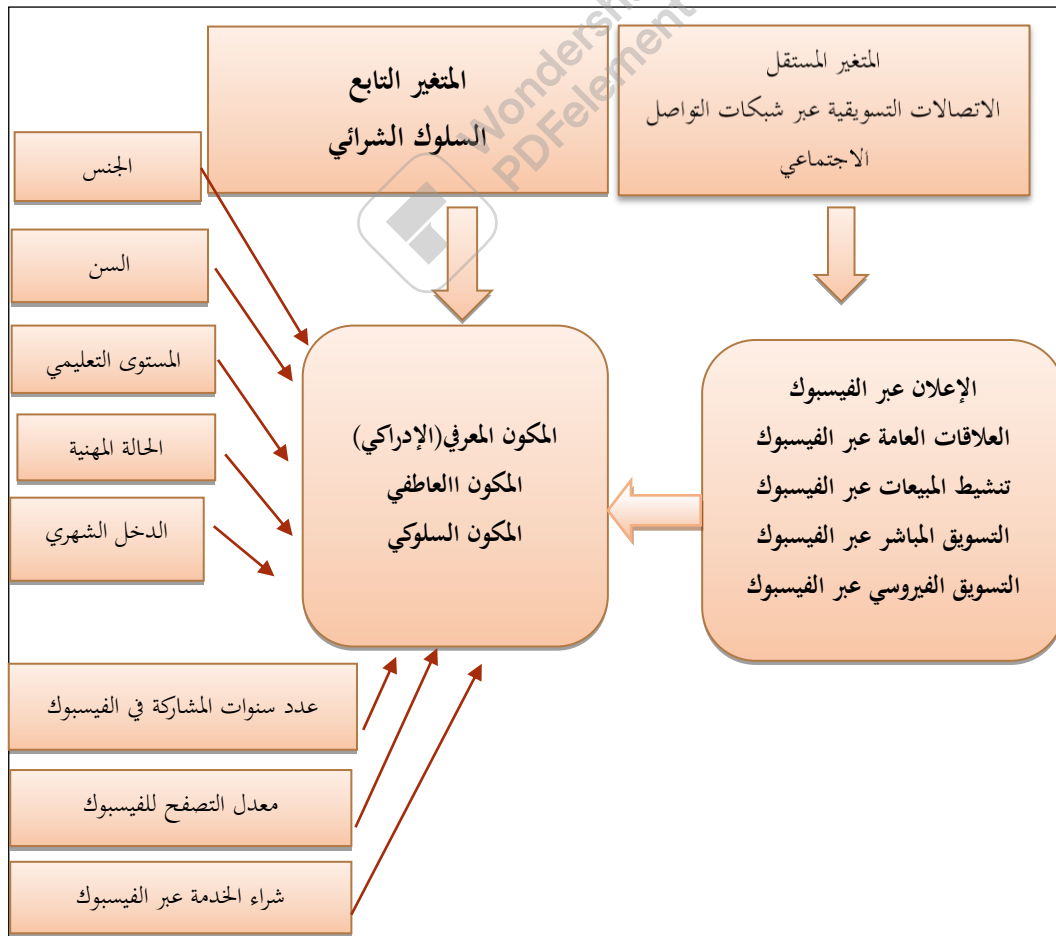 المتغير المستقل
الاتصالات التسويقية عبر شبكات التواصل
الاجتماعي
المتغير التابع
السلوك الشرائي
الإعلان عبر الفيسبوك
العلاقات العامة عبر الفيسبوك
تنشيط المبيعات عبر الفيسبوك
التسويق المباشر عبر الفيسبوك
التسويق الفيروسي عبر الفيسبوك
المكون المعرفي(الإدراكي)
المكون االعاطفي
المكون السلوكي
الجنس
السن
المستوى التعليمي
الحالة المهنية
الدخل الشهري
عدد سنوات المشاركة في الفيسبوك
معدل التصفح للفيسبوك
شراء الخدمة عبر الفيسبوك
PDFelement